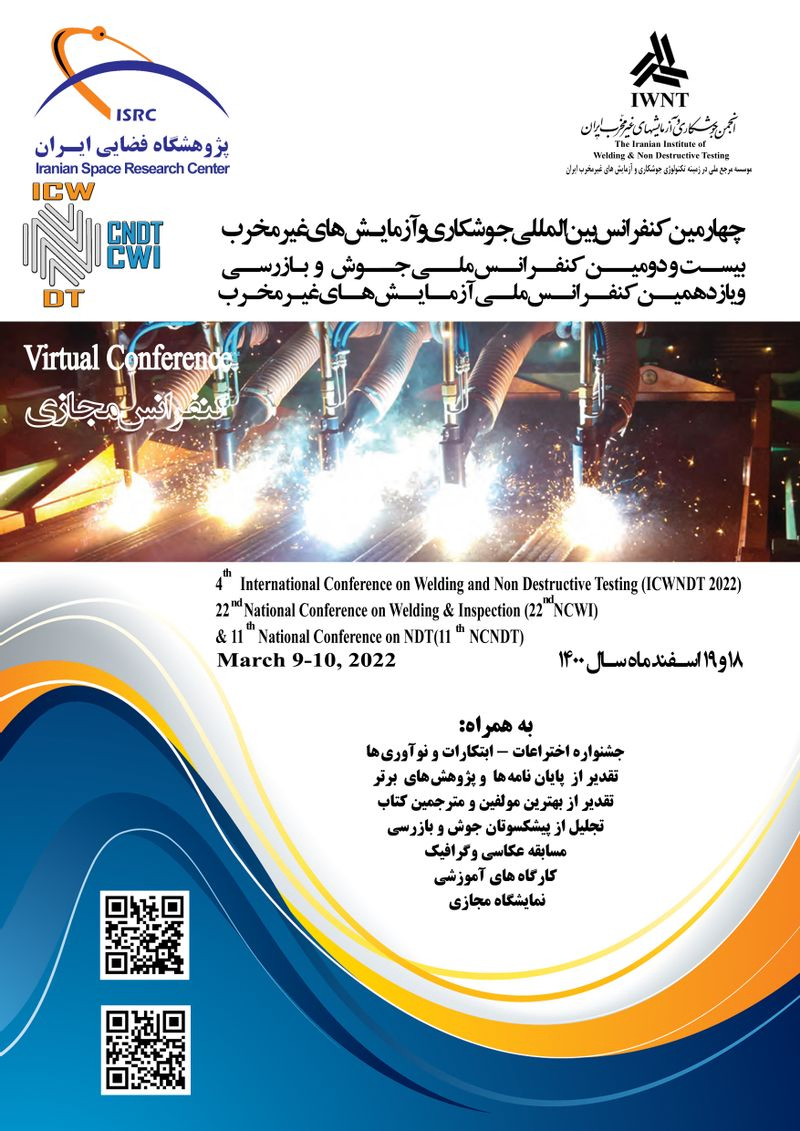 ISRC
پژوهشگاه فضایی ایران
Iranian Space Research Center
IWNT
انجمن جوشکاری و آزمایشهای غیرمخرب ایران
The Iranian Institute of
Welding & Non Destructive Testing
موسسه مرجع ملی در زمینه تکنولوژی جوشکاری و آزمایش های غیرمخرب ایران
ICW
N
DT
CNDT
CWI
چهارمین کنفرانس بین المللی جوشکاری و آزمایش‌های غیر مخرب
بیست و دومین کنفرانس ملی جوش و بازرسی
و یازدهمین کنفرانس ملی آزمایش‌های غیر مخرب
Virtual Conference
کنفرانس مجازی
4th International Conference on Welding and Non Destructive Testing (ICWNDT 2022)
22nd National Conference on Welding & Inspection (22nd NCWI)
& 11th National Conference on NDT(11 th NCNDT)
March 9-10, 2022
۱۸ و ۱۹ اسفند ماه سال ۱۴۰۰
به همراه:
جشنواره اختراعات – ابتکارات و نوآوری‌ها
تقدیر از پایان نامه‌ها و پژوهش‌های برتر
تقدیر از بهترین مولفین و مترجمین کتاب
تجلیل از پیشکسوتان جوش و بازرسی
مسابقه عکاسی و گرافیک
کارگاه های آموزشی
نمایشگاه مجازی